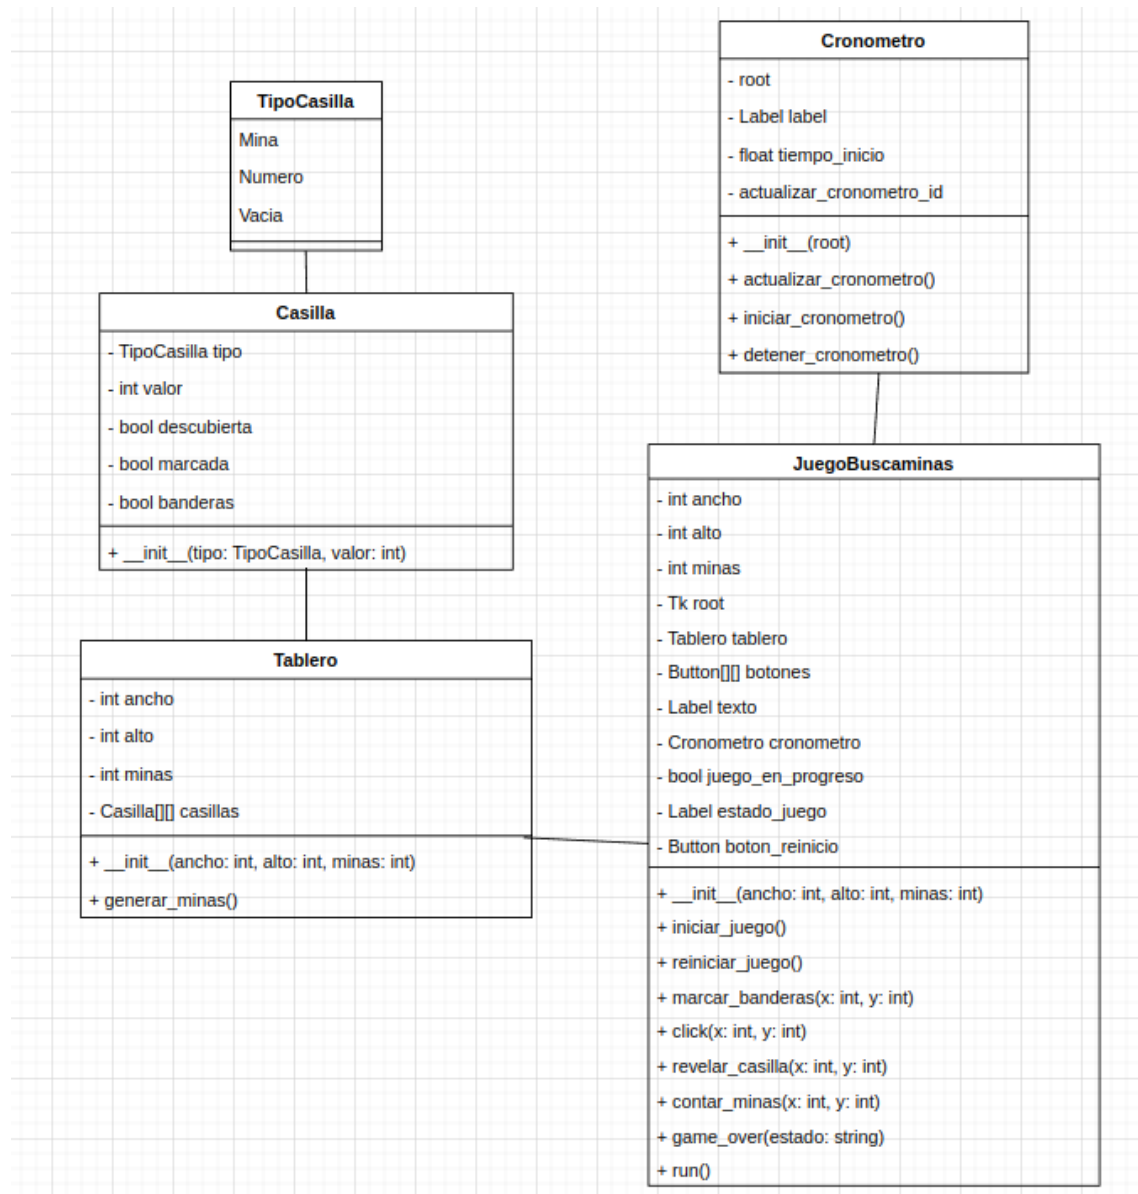 TipoCasilla
Mina
Numero
Vacia
Casilla
- TipoCasilla tipo
- int valor
- bool descubierta
- bool marcada
- bool banderas
+ __init__(tipo: TipoCasilla, valor: int)
Tablero
- int ancho
- int alto
- int minas
- Casilla[][] casillas
+ __init__(ancho: int, alto: int, minas: int)
+ generar_minas()
Cronometro
- root
- Label label
- float tiempo_inicio
- actualizar_cronometro_id
+ __init__(root)
+ actualizar_cronometro()
+ iniciar_cronometro()
+ detener_cronometro()
JuegoBuscaminas
- int ancho
- int alto
- int minas
- Tk root
- Tablero tablero
- Button[][] botones
- Label texto
- Cronometro cronometro
- bool juego_en_progreso
- Label estado_juego
- Button boton_reinicio
+ __init__(ancho: int, alto: int, minas: int)
+ iniciar_juego()
+ reiniciar_juego()
+ marcar_banderas(x: int, y: int)
+ click(x: int, y: int)
+ revelar_casilla(x: int, y: int)
+ contar_minas(x: int, y: int)
+ game_over(estado: string)
+ run()